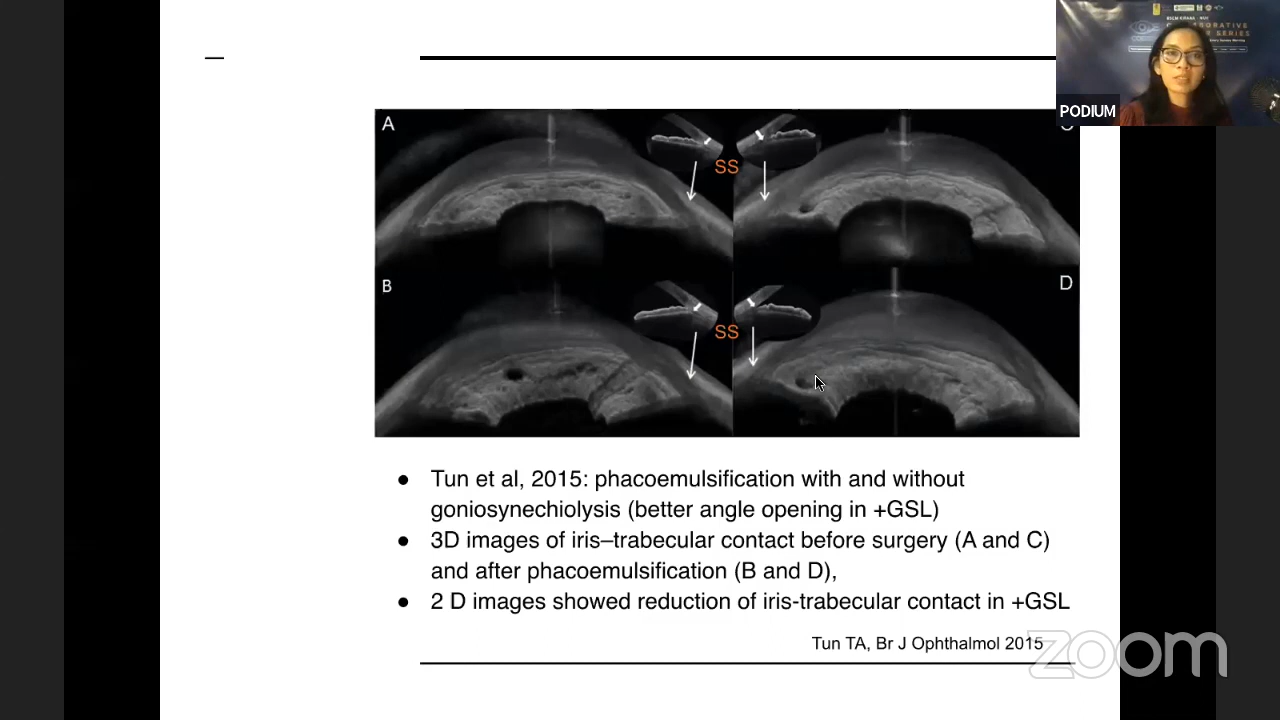 PODIUM
A
SS
B
SS
D
● Tun et al, 2015: phacoemulsification with and without
goniosynechiolysis (better angle opening in +GSL)
● 3D images of iris–trabecular contact before surgery (A and C)
and after phacoemulsification (B and D),
● 2 D images showed reduction of iris-trabecular contact in +GSL
Tun TA, Br J Ophthalmol 2015
zoom